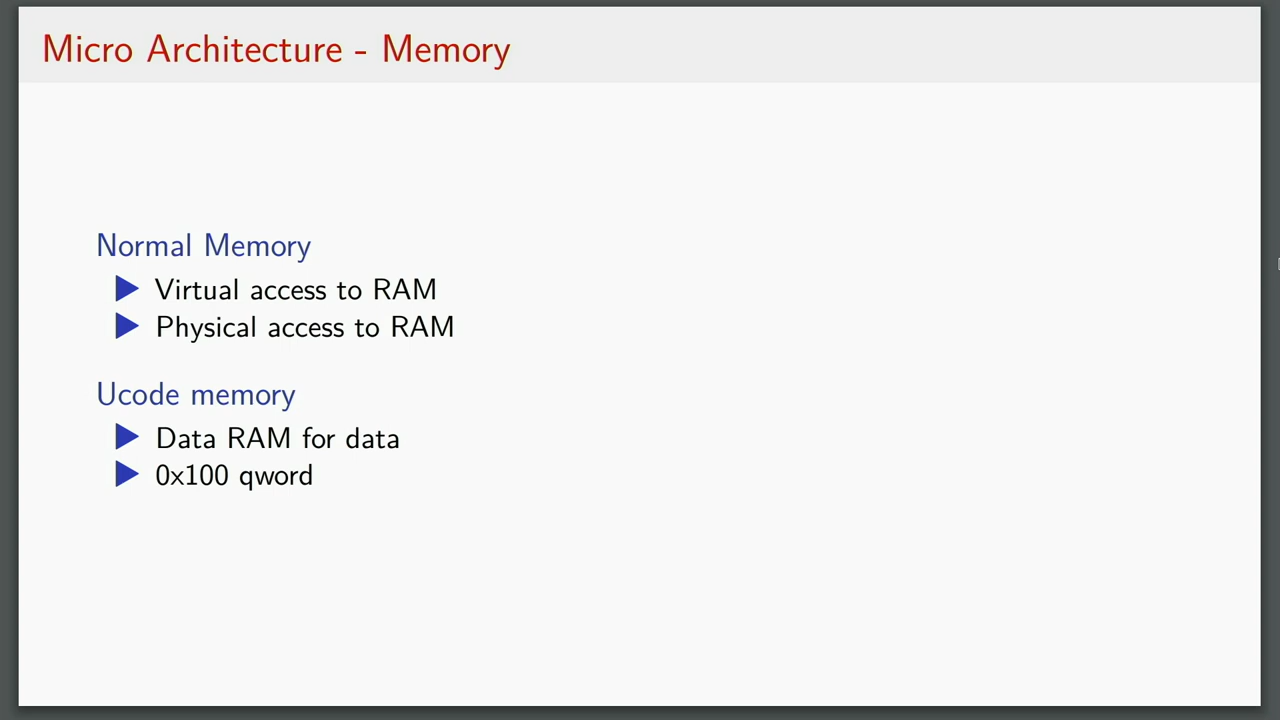 Micro Architecture - Memory
Normal Memory
Virtual access to RAM
Physical access to RAM
Ucode memory
Data RAM for data
0x100 qword